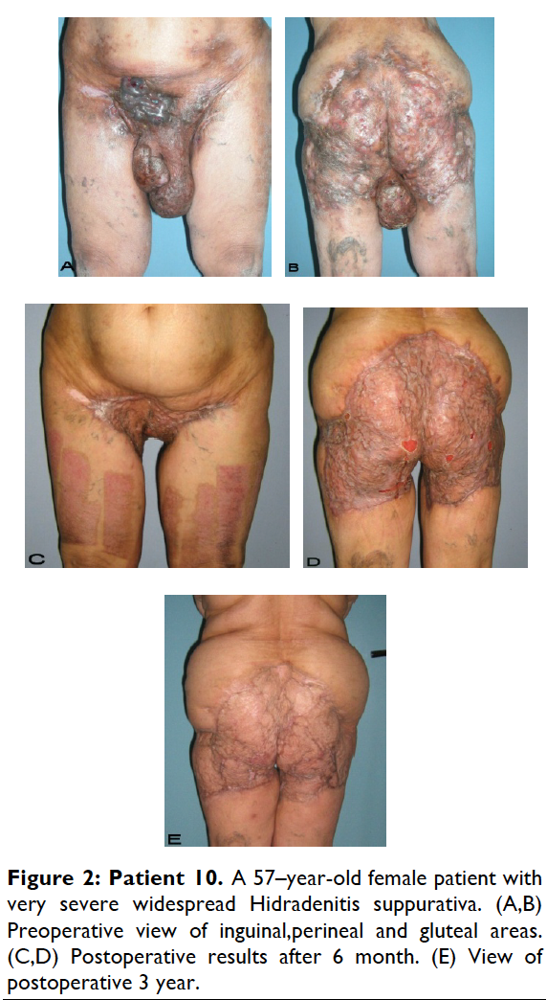 A
B
C
D
E
Figure 2: Patient 10. A 57–year-old female patient with
very severe widespread Hidradenitis suppurativa. (A,B)
Preoperative view of inguinal,perineal and gluteal areas.
(C,D) Postoperative results after 6 month. (E) View of
postoperative 3 year.